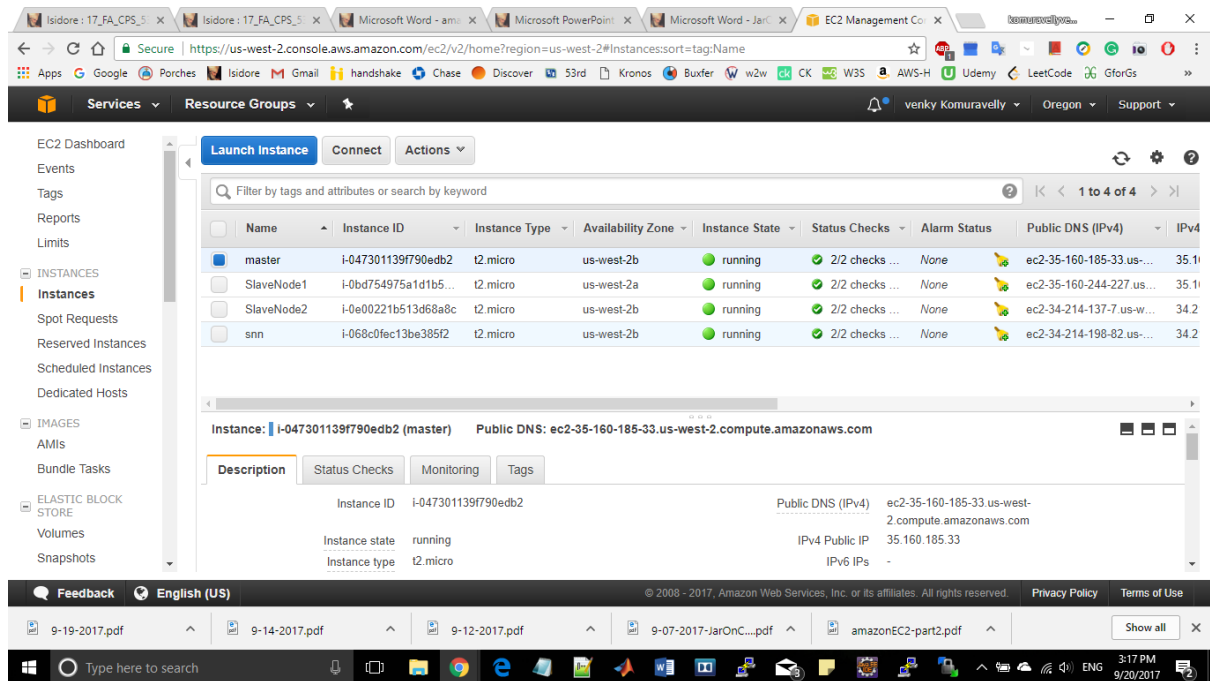 Isidore : 17_FA_CPS_5
Isidore : 17_FA_CPS_5
Microsoft Word - ama
Microsoft PowerPoint
Microsoft Word - JarO
EC2 Management Co
Secure | https://us-west-2.console.aws.amazon.com/ec2/v2/home?region=us-west-2#Instances:sort=tag:Name
Apps Google Porches Isidore Gmail handshake Chase Discover 53rd Kronos Buxfer w2w CK W3S AWS-H Udemy LeetCode GforGs »
Services Resource Groups venky Komuravelly Oregon Support
EC2 Dashboard
Events
Tags
Reports
Limits
INSTANCES
Instances
Spot Requests
Reserved Instances
Scheduled Instances
Dedicated Hosts
IMAGES
AMIs
Bundle Tasks
ELASTIC BLOCK
STORE
Volumes
Snapshots
Launch Instance Connect Actions
Filter by tags and attributes or search by keyword 1 to 4 of 4
Name Instance ID Instance Type Availability Zone Instance State Status Checks Alarm Status Public DNS (IPv4) IPv4
master i-047301139f790edb2 t2.micro us-west-2b running 2/2 checks ... None ec2-35-160-185-33.us-...
SlaveNode1 i-0bd754975a1d1b5... t2.micro us-west-2a running 2/2 checks ... None ec2-35-160-244-227.us...
SlaveNode2 i-0e00221b513d68a8c t2.micro us-west-2b running 2/2 checks ... None ec2-34-214-137-7.us-w... 34.2
snn i-068c0fec13be385f2 t2.micro us-west-2b running 2/2 checks ... None ec2-34-214-198-82.us-... 34.2
Instance: i-047301139f790edb2 (master) Public DNS: ec2-35-160-185-33.us-west-2.compute.amazonaws.com
Description Status Checks Monitoring Tags
Instance ID i-047301139f790edb2
Instance state running
Instance type t2.micro
Public DNS (IPv4) ec2-35-160-185-33.us-west-
2.compute.amazonaws.com
IPv4 Public IP 35.160.185.33
IPv6 IPs -
Feedback English (US) © 2008 - 2017, Amazon Web Services, Inc. or its affiliates. All rights reserved. Privacy Policy Terms of Use
9-19-2017.pdf 9-14-2017.pdf 9-12-2017.pdf 9-07-2017-JarOnC....pdf amazonEC2-part2.pdf Show all
Type here to search ENG 3:17 PM
9/20/2017